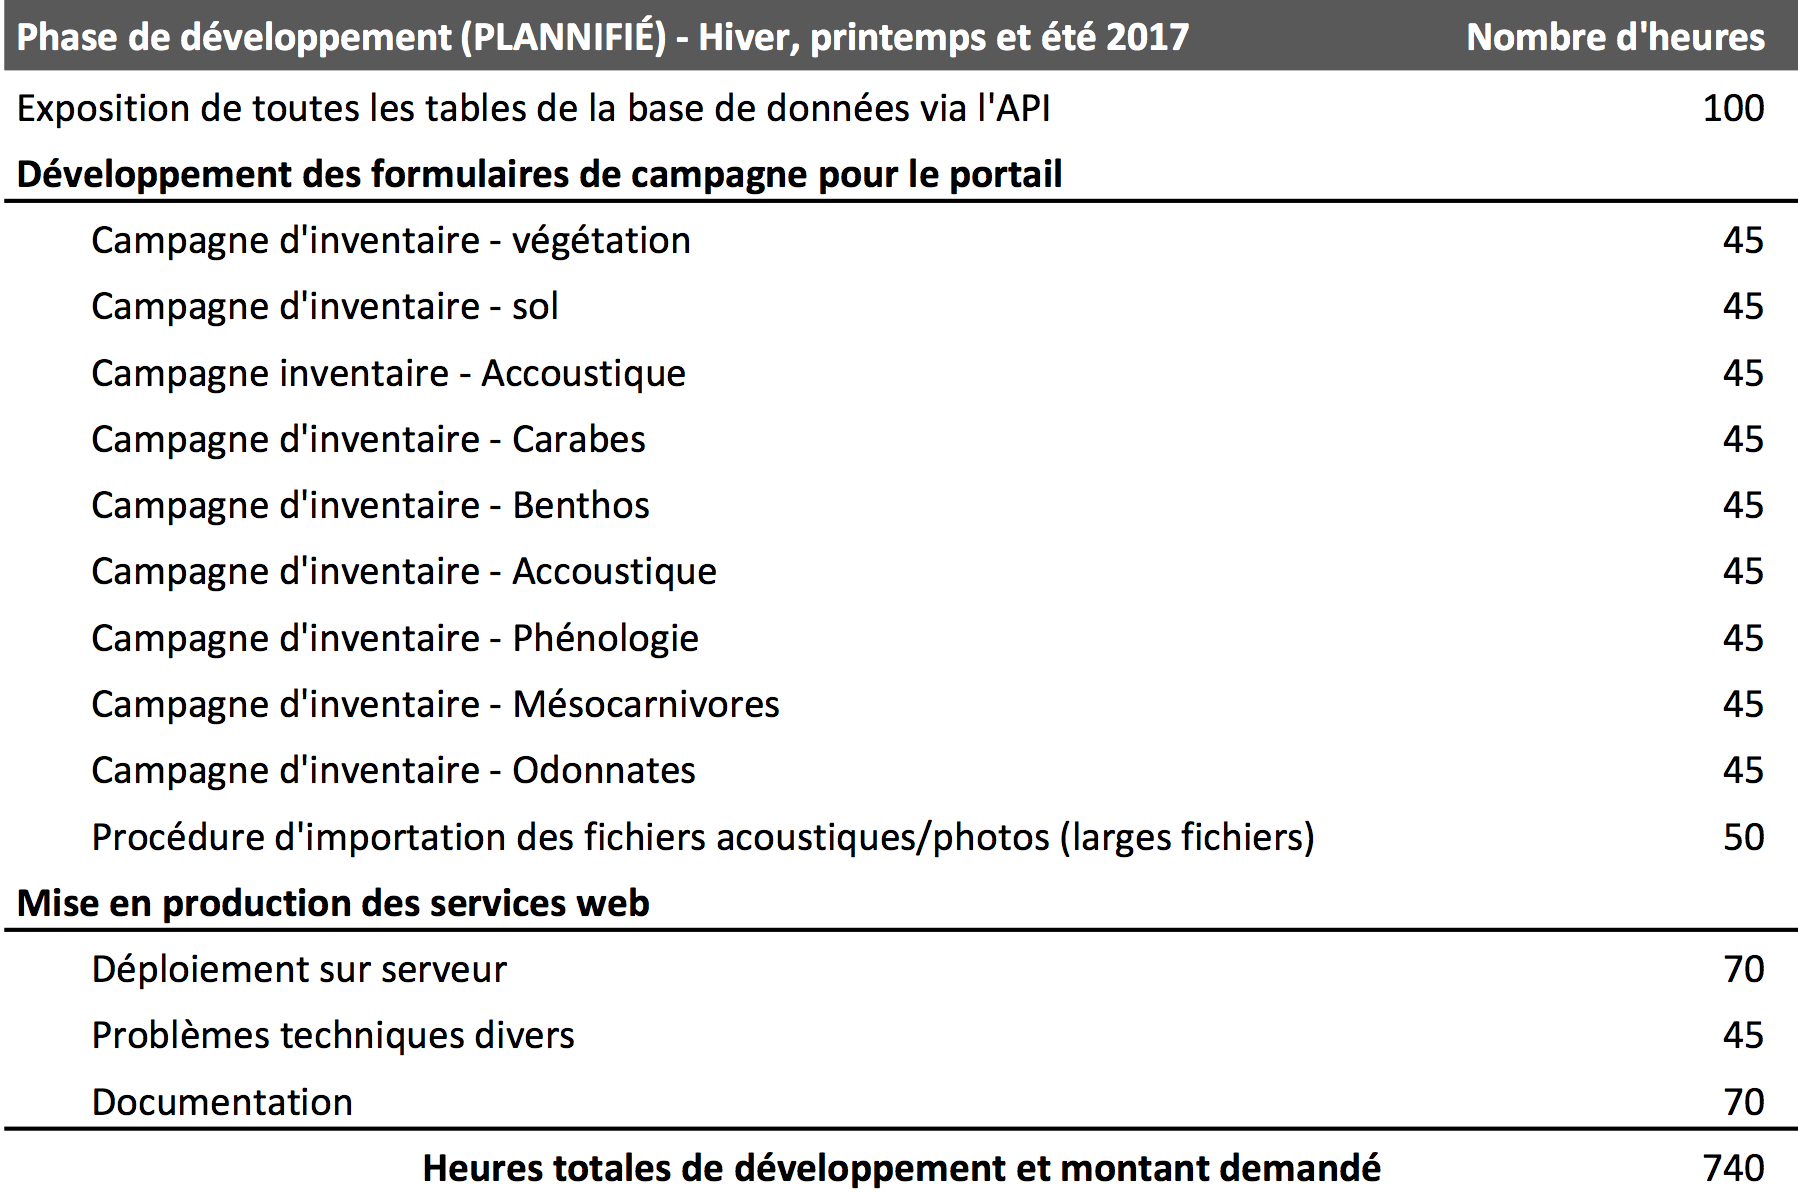 Phase de développement (PLANNIFIÉ) - Hiver, printemps et été 2017 Nombre d'heures
Exposition de toutes les tables de la base de données via l'API 100
Développement des formulaires de campagne pour le portail
Campagne d'inventaire - végétation 45
Campagne d'inventaire - sol 45
Campagne inventaire - Accoustique 45
Campagne d'inventaire - Carabes 45
Campagne d'inventaire - Benthos 45
Campagne d'inventaire - Accoustique 45
Campagne d'inventaire - Phénologie 45
Campagne d'inventaire - Mésocarnivores 45
Campagne d'inventaire - Odonnates 45
Procédure d'importation des fichiers acoustiques/photos (larges fichiers) 50
Mise en production des services web
Déploiement sur serveur 70
Problèmes techniques divers 45
Documentation 70
Heures totales de développement et montant demandé 740